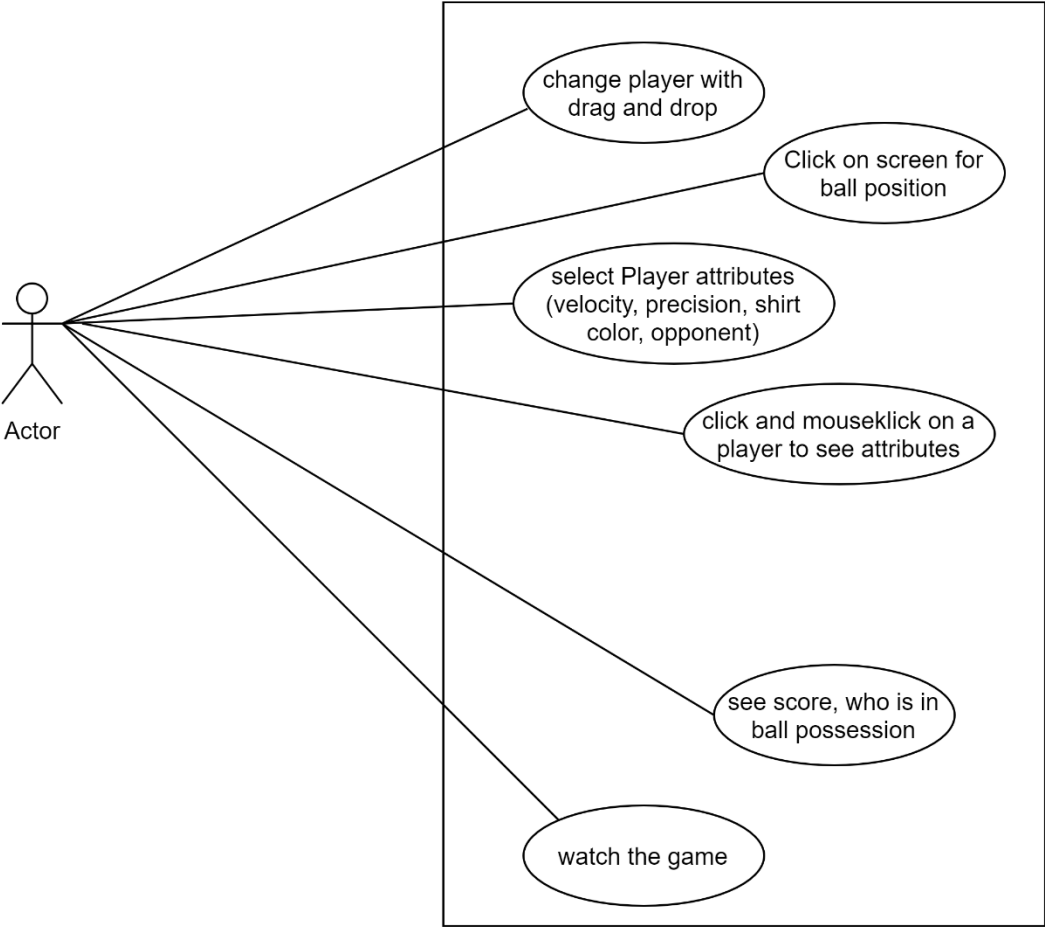 change player with
drag and drop
Click on screen for
ball position
select Player attributes
(velocity, precision, shirt
color, opponent)
click and mouseklick on a
player to see attributes
Actor
see score, who is in
ball possession
watch the game